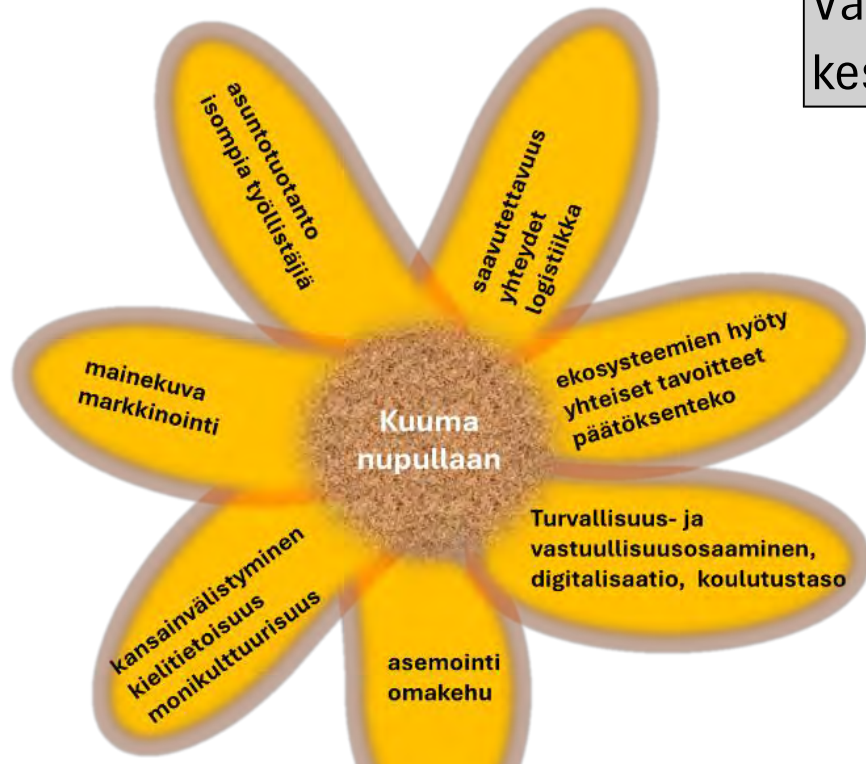 asuntotuotanto
isompia työllistäjiä
saavutettavuus
yhteydet
logistiikka
ekosysteemien hyöty
yhteiset tavoitteet
päätöksenteko
mainekuva
markkinointi
Kuuma
nupullaan
Turvallisuus- ja
vastuullisuusosaaminen,
digitalisaatio, koulutustaso
kansainvälistyminen
kielitietoisuus
monikulttuurisuus
asemointi
omakehu